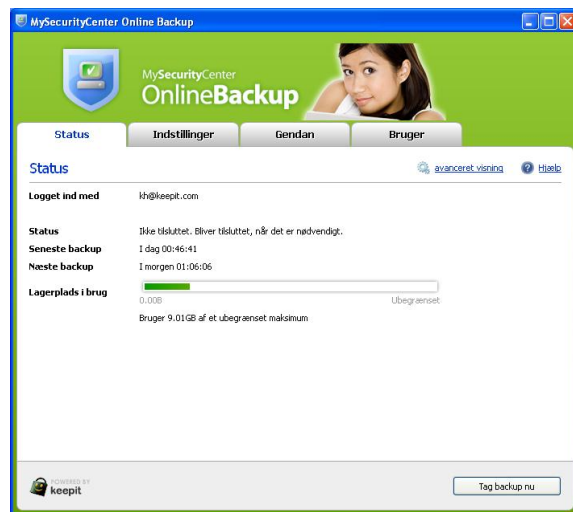 MySecurityCenter Online Backup
MySecurityCenter
OnlineBackup
Status Indstillinger Gendan Bruger
Status avanceret visning Hjælp
Logget ind med kh@keepit.com
Status Ikke tilsluttet. Bliver tilsluttet, når det er nødvendigt.
Seneste backup I dag 00:46:41
Næste backup I morgen 01:06:06
Lagerplads i brug
0.00B Ubegrænset
Bruger 9.01GB af et ubegrænset maksimum
POWERED BY
keepit
Tag backup nu